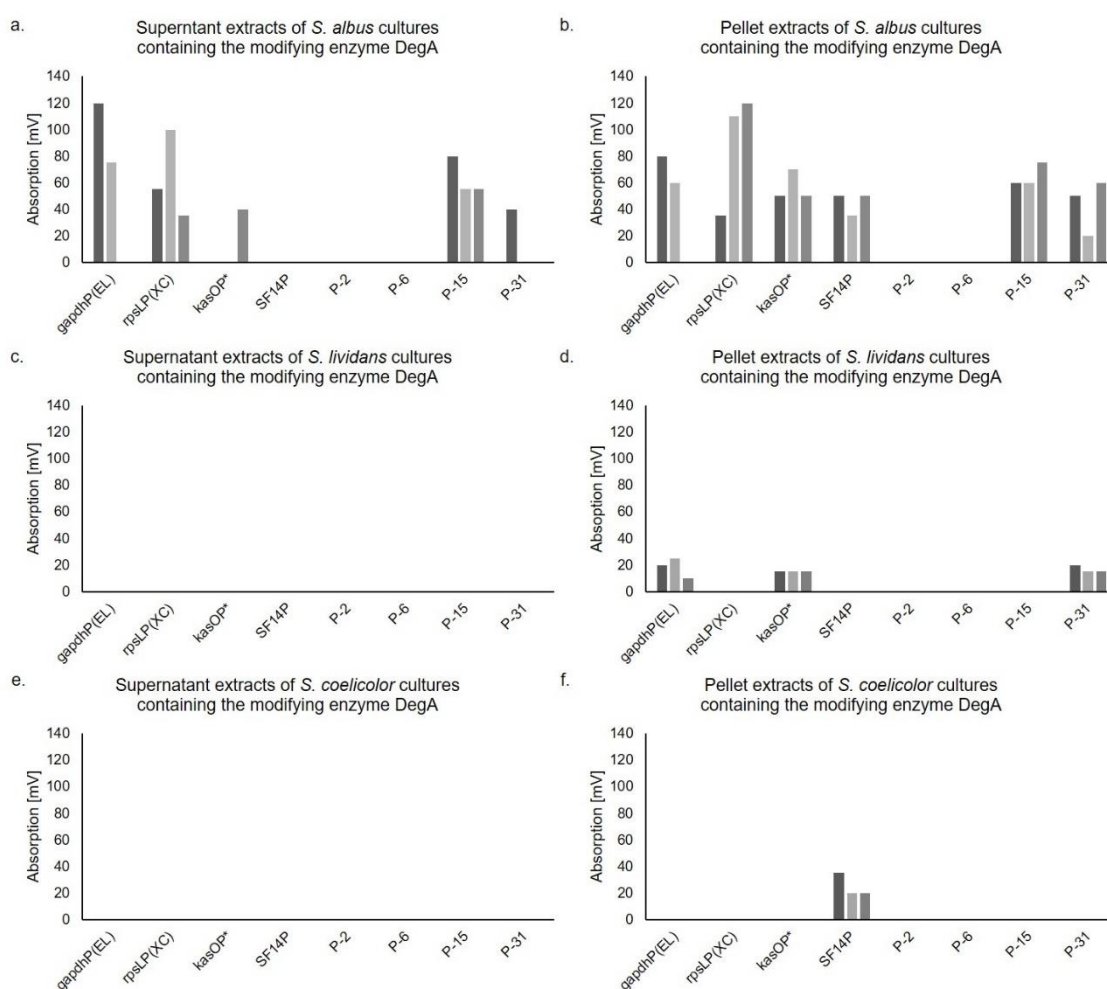 a.
Superntant extracts of S. albus cultures
containing the modifying enzyme DegA
Absorption [mV]
140
120
100
80
60
40
20
0
gapdhP(EL)
rpsLP(XC)
kasOP*
SF14P
P-2
P-6
P-15
P-31
b.
Pellet extracts of S. albus cultures
containing the modifying enzyme DegA
Absorption [mV]
140
120
100
80
60
40
20
0
gapdhP(EL)
rpsLP(XC)
kasOP*
SF14P
P-2
P-6
P-15
P-31
c.
Supernatant extracts of S. lividans cultures
containing the modifying enzyme DegA
Absorption [mV]
140
120
100
80
60
40
20
0
gapdhP(EL)
rpsLP(XC)
kasOP*
SF14P
P-2
P-6
P-15
P-31
d.
Pellet extracts of S. lividans cultures
containing the modifying enzyme DegA
Absoption [mV]
140
120
100
80
60
40
20
0
gapdhP(EL)
rpsLP(XC)
kasOP*
SF14P
P-2
P-6
P-15
P-31
e.
Supernatant extracts of S. coelicolor cultures
containing the modifying enzyme DegA
Absorption [mV]
140
120
100
80
60
40
20
0
gapdhP(EL)
rpsLP(XC)
kasOP*
SF14P
P-2
P-6
P-15
P-31
f.
Pellet extracts of S. coelicolor cultures
containing the modifying enzyme DegA
Absorption [mV]
140
120
100
80
60
40
20
0
gapdhP(EL)
rpsLP(XC)
kasOP*
SF14P
P-2
P-6
P-15
P-31